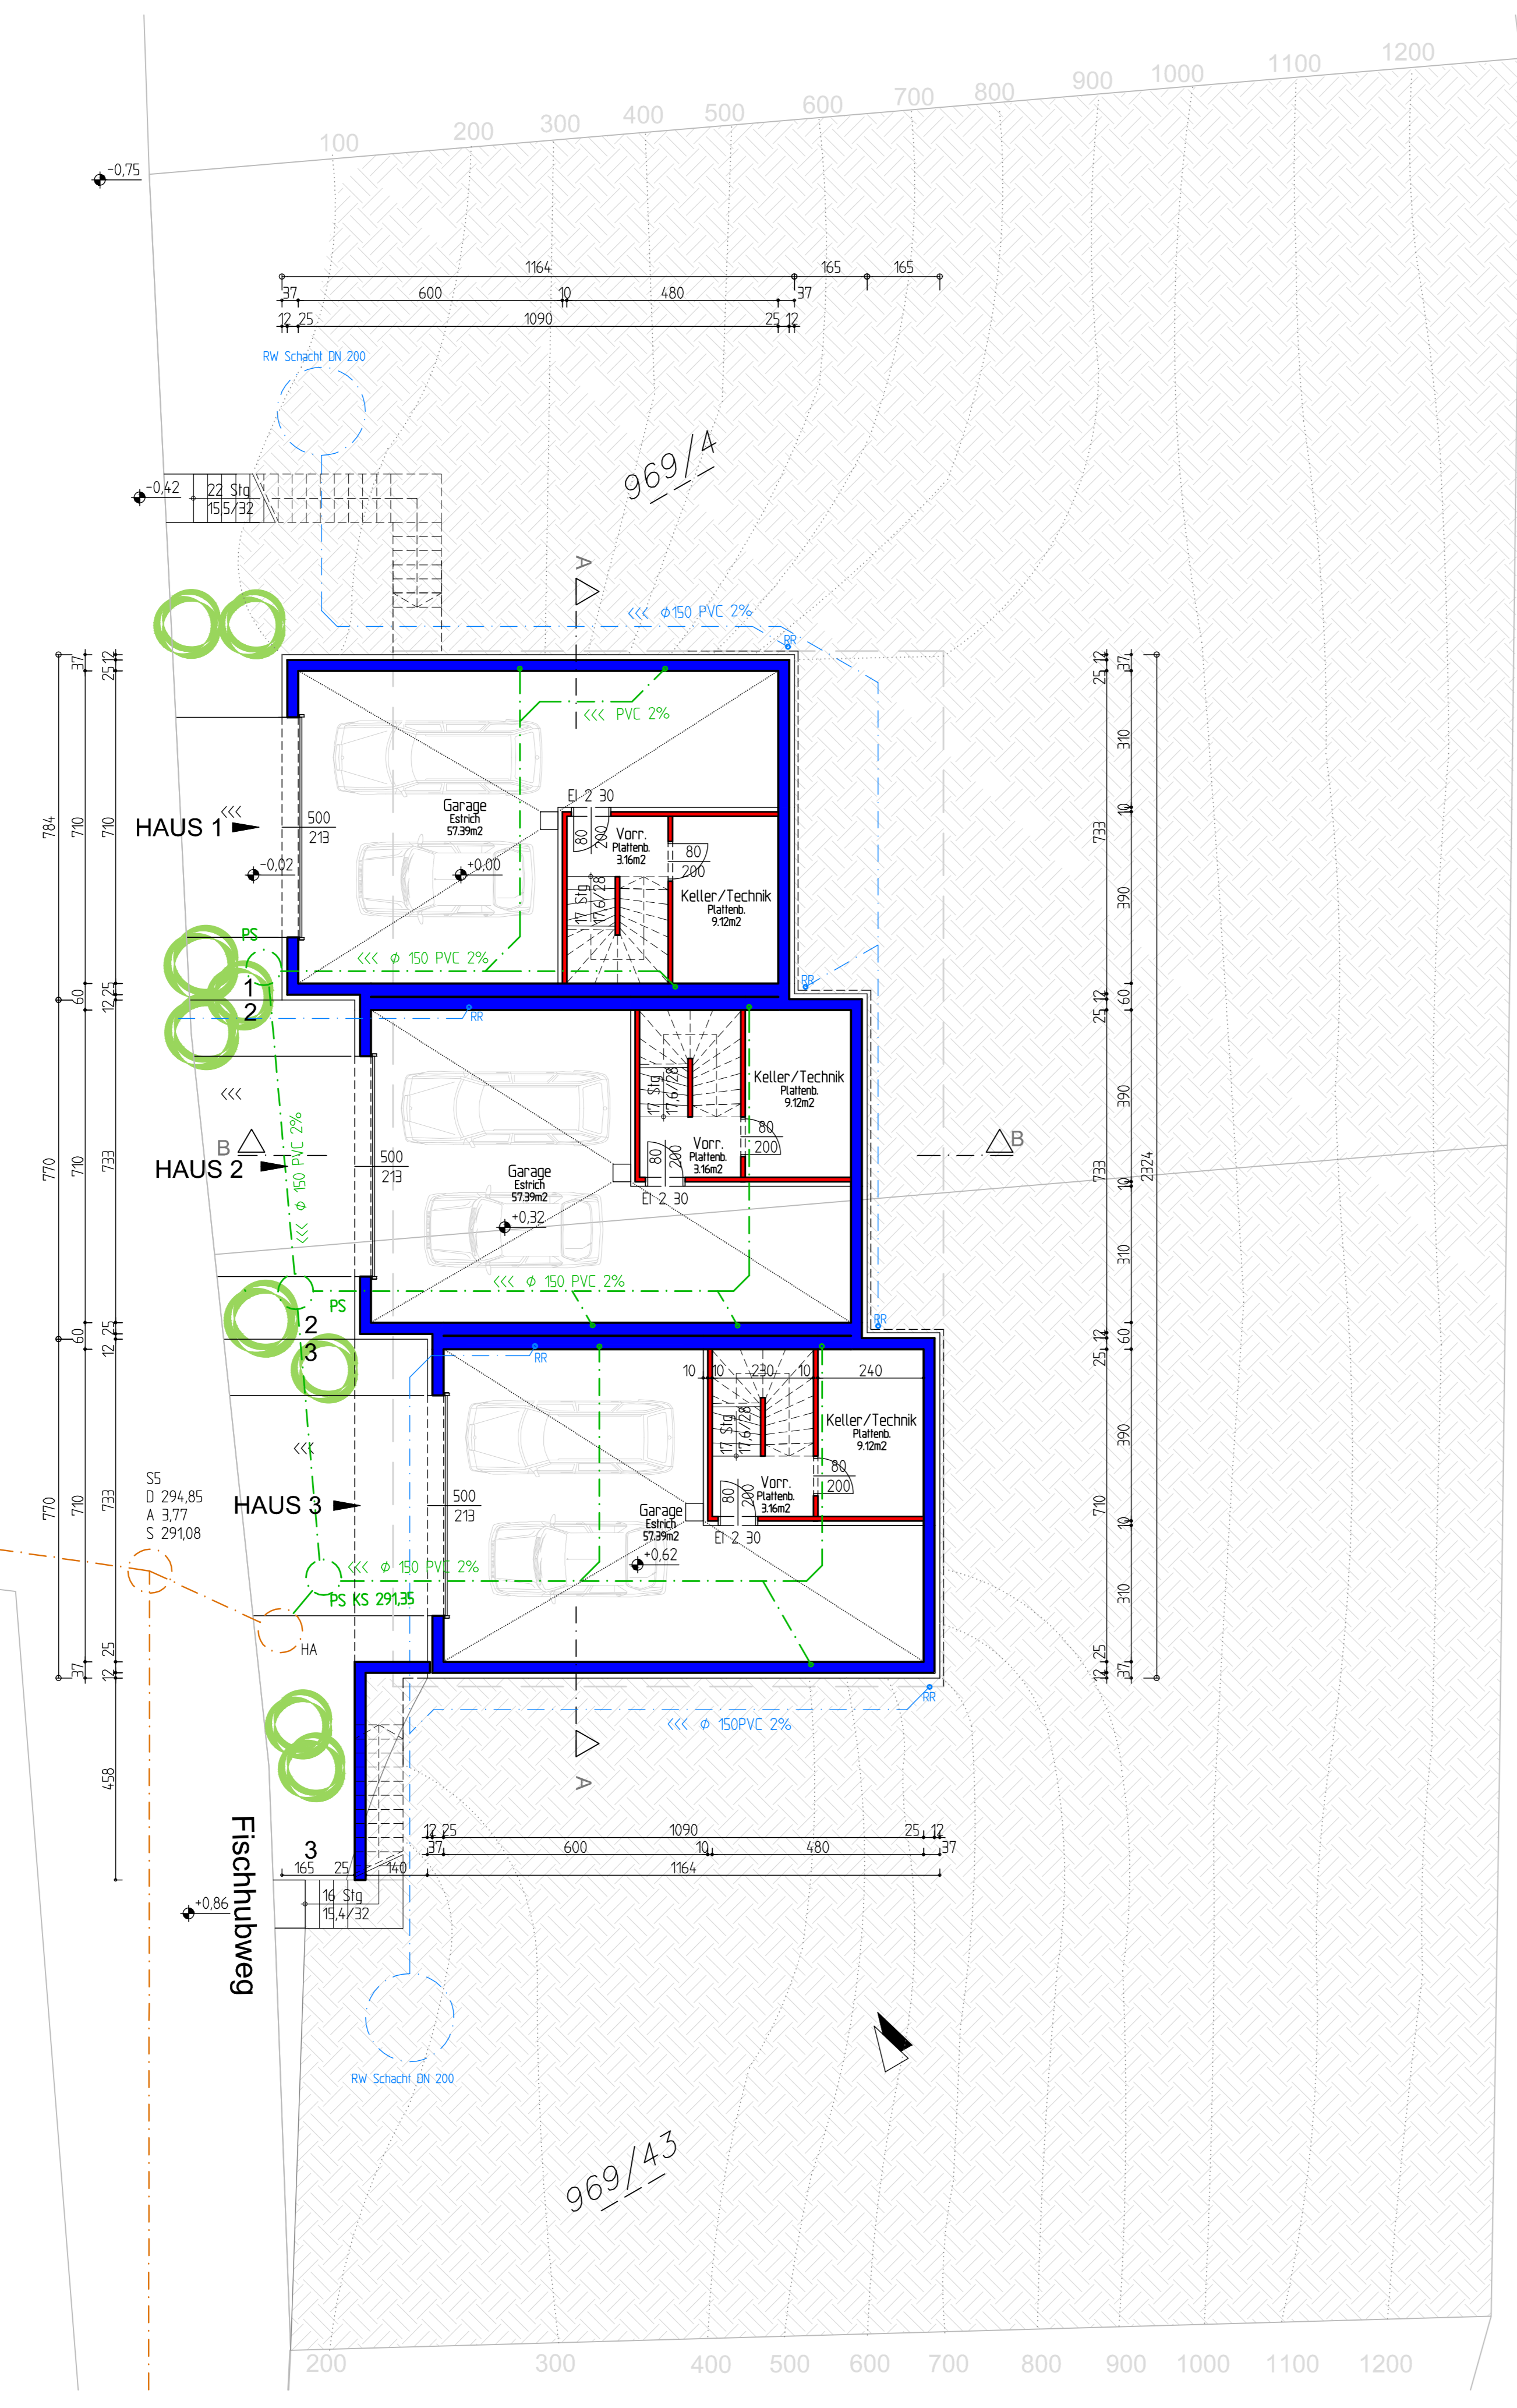 100
200
300
400
500
600
700
800
900
1000
1100
1200
-0,75
1164
165
165
37
600
10
480
37
12
25
1090
25
12
RW Schacht DN 200
969/4
-0,42
22 Stg
15,5/32
A
<<< ϕ150 PVC 2%
RR
37
25
12
<<< PVC 2%
25
12
37
EI 2 30
Garage
Estrich
57.39m2
80
200
Vorr.
Plattenb.
3.16m2
80
200
HAUS 1
<<<
500
213
784
710
710
310
10
733
-0,02
+0,00
17 Stg
17,6/28
Keller/Technik
Plattenb.
9.12m2
390
PS
<<< ϕ 150 PVC 2%
RR
1
2
60
12
25
RR
25
12
60
<<<
17 Stg
17,6/28
Keller/Technik
Plattenb.
9.12m2
390
B
<<< ϕ 150 PVC 2%
B
80
200
HAUS 2
500
213
770
710
733
Garage
Estrich
57.39m2
80
200
Vorr.
Plattenb.
3.16m2
EI 2 30
733
10
2324
+0,32
310
<<< ϕ 150 PVC 2%
PS
2
3
60
12
25
RR
RR
25
12
60
10
10
230
10
240
17 Stg
17,6/28
Keller/Technik
Plattenb.
9.12m2
390
<<<
S5
D 294,85
A 3,77
S 291,08
HAUS 3
500
213
770
710
733
80
200
80
200
Vorr.
Plattenb.
3.16m2
Garage
Estrich
57.39m2
EI 2 30
710
10
+0,62
310
<<< ϕ 150 PVC 2%
PS KS 291,35
HA
37
12
25
12
25
37
RR
<<< ϕ 150PVC 2%
A
458
Fischhubweg
3
12
25
1090
25
12
37
600
10
480
37
165
25
140
1164
+0,86
16 Stg
15,4/32
RW Schacht DN 200
969/43
200
300
400
500
600
700
800
900
1000
1100
1200